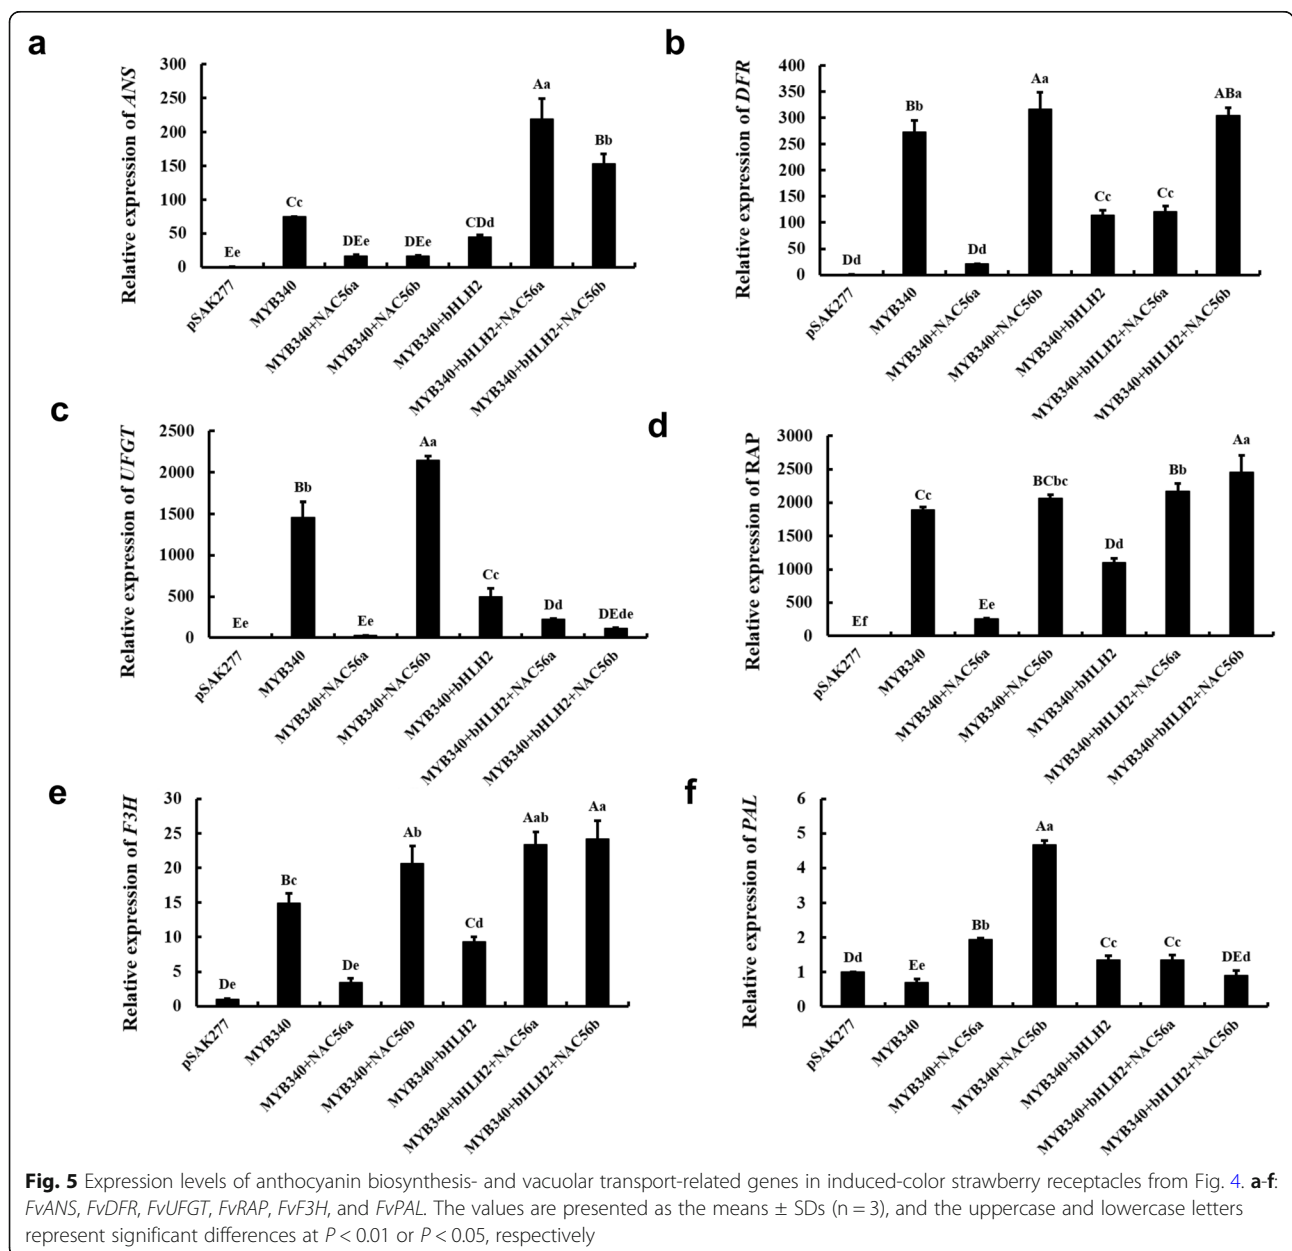 a
Relative expression of ANS
300
250
200
150
100
50
0
Ee
Cc
DEe
DEe
CDd
Aa
Bb
pSAK277
MYB340
MYB340+NAC56a
MYB340+NAC56b
MYB340+bHLH2
MYB340+bHLH2+NAC56a
MYB340+bHLH2+NAC56b
b
Relative expression of DFR
400
350
300
250
200
150
100
50
0
Dd
Bb
Dd
Aa
Cc
Cc
ABa
pSAK277
MYB340
MYB340+NAC56a
MYB340+NAC56b
MYB340+bHLH2
MYB340+bHLH2+NAC56a
MYB340+bHLH2+NAC56b
c
Relative expression of UFGT
2500
2000
1500
1000
500
0
Ee
Bb
Ee
Aa
Cc
Dd
DEde
pSAK277
MYB340
MYB340+NAC56a
MYB340+NAC56b
MYB340+bHLH2
MYB340+bHLH2+NAC56a
MYB340+bHLH2+NAC56b
d
Relative expression of RAP
3000
2500
2000
1500
1000
500
0
Ef
Cc
Ee
BCbc
Dd
Bb
Aa
pSAK277
MYB340
MYB340+NAC56a
MYB340+NAC56b
MYB340+bHLH2
MYB340+bHLH2+NAC56a
MYB340+bHLH2+NAC56b
e
Relative expression of F3H
30
25
20
15
10
5
0
De
Bc
De
Ab
Cd
Aab
Aa
pSAK277
MYB340
MYB340+NAC56a
MYB340+NAC56b
MYB340+bHLH2
MYB340+bHLH2+NAC56a
MYB340+bHLH2+NAC56b
f
Relative expression of PAL
6
5
4
3
2
1
0
Dd
Ee
Bb
Aa
Cc
Cc
DEd
pSAK277
MYB340
MYB340+NAC56a
MYB340+NAC56b
MYB340+bHLH2
MYB340+bHLH2+NAC56a
MYB340+bHLH2+NAC56b
Fig. 5 Expression levels of anthocyanin biosynthesis- and vacuolar transport-related genes in induced-color strawberry receptacles from Fig. 4. a-f:
FvANS, FvDFR, FvUFGT, FvRAP, FvF3H, and FvPAL. The values are presented as the means ± SDs (n = 3), and the uppercase and lowercase letters
represent significant differences at P < 0.01 or P < 0.05, respectively